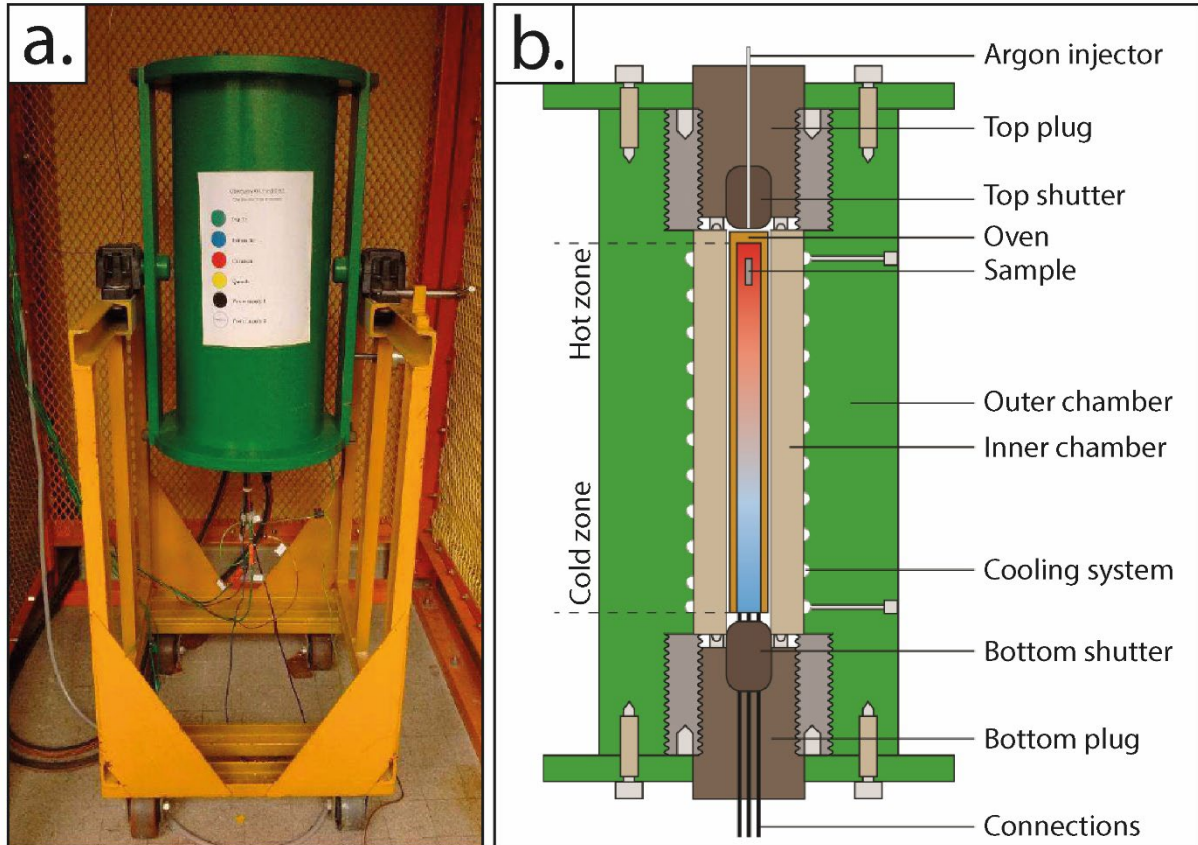 a.
b.
Argon injector
Top plug
Top shutter
Oven
Sample
Hot zone
Outer chamber
Inner chamber
Cold zone
Cooling system
Bottom shutter
Bottom plug
Connections